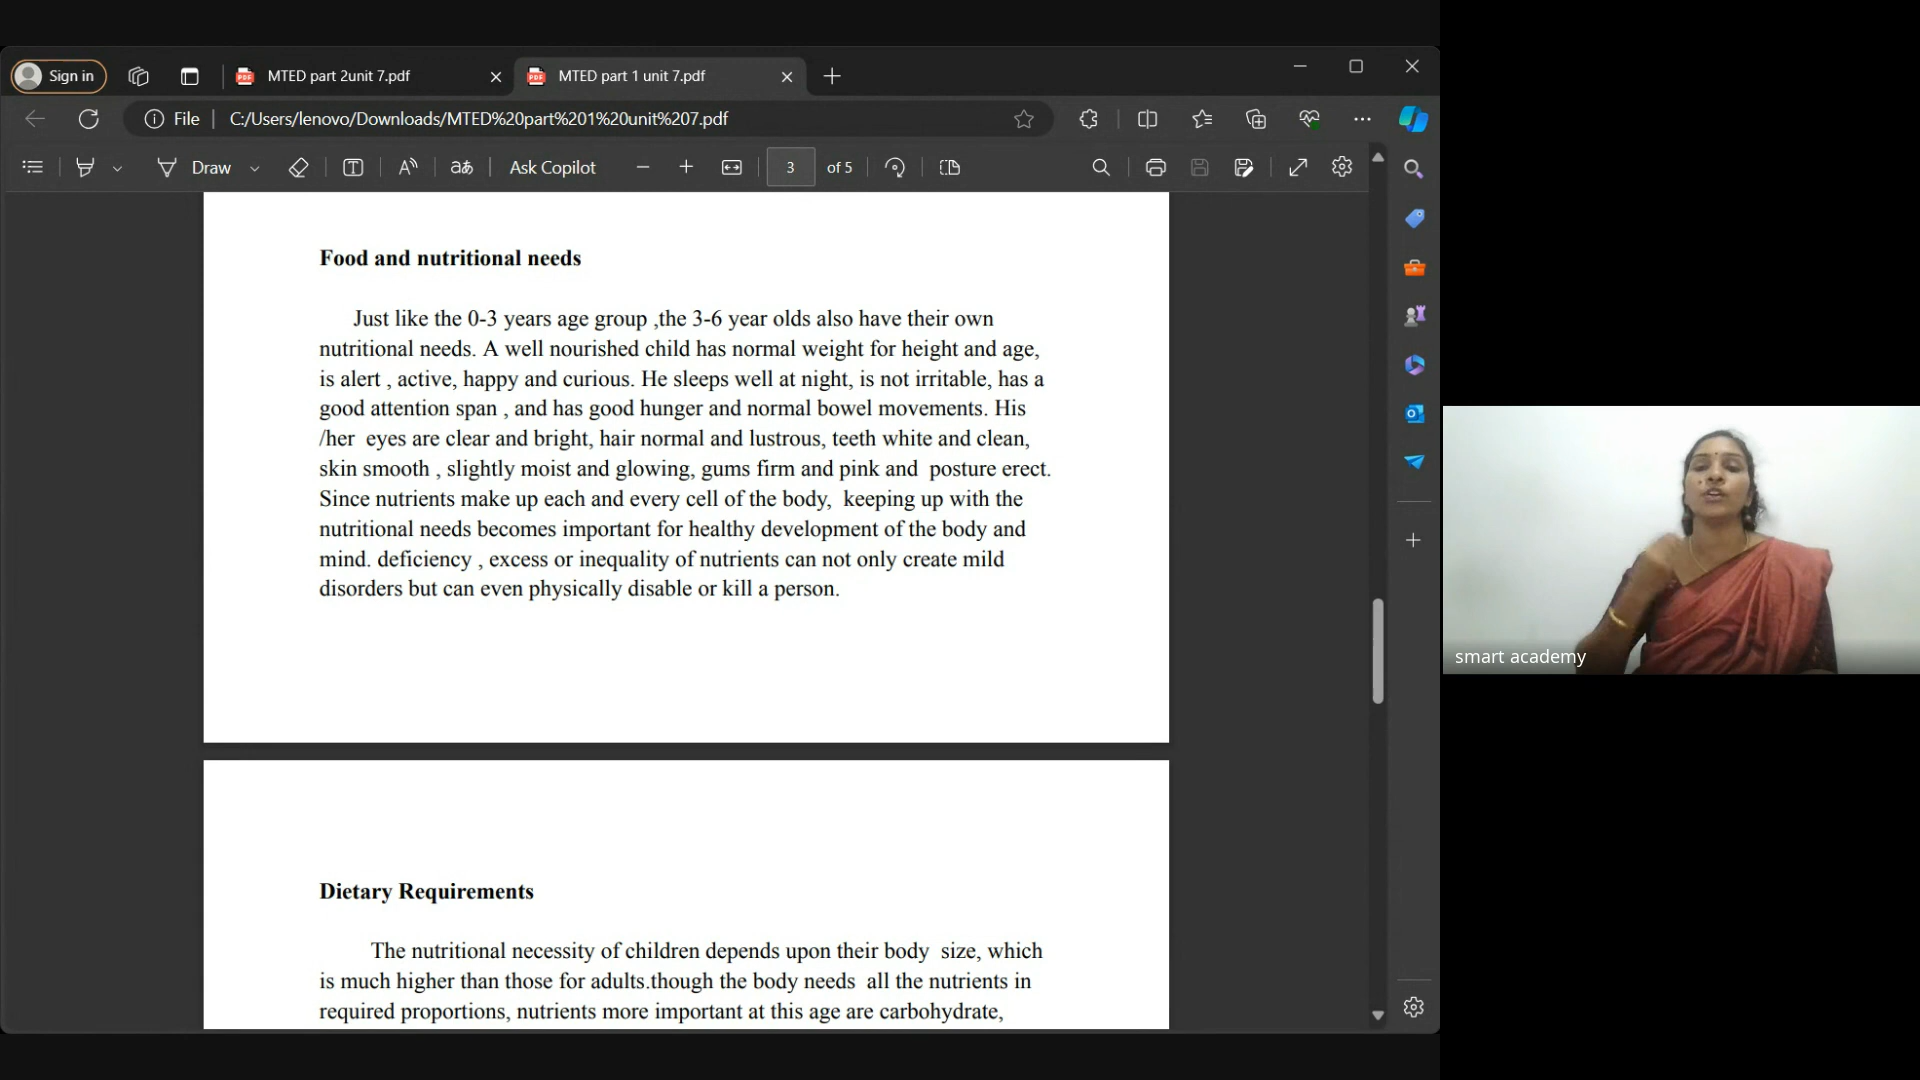 Sign in
MTED part 2unit 7.pdf
MTED part 1 unit 7.pdf
File
C:/Users/lenovo/Downloads/MTED%20part%201%20unit%207.pdf
Draw
Ask Copilot
3 of 5
Food and nutritional needs
Just like the 0-3 years age group ,the 3-6 year olds also have their own
nutritional needs. A well nourished child has normal weight for height and age,
is alert , active, happy and curious. He sleeps well at night, is not irritable, has a
good attention span , and has good hunger and normal bowel movements. His
/her  eyes are clear and bright, hair normal and lustrous, teeth white and clean,
skin smooth , slightly moist and glowing, gums firm and pink and  posture erect.
Since nutrients make up each and every cell of the body,  keeping up with the
nutritional needs becomes important for healthy development of the body and
mind. deficiency , excess or inequality of nutrients can not only create mild
disorders but can even physically disable or kill a person.
Dietary Requirements
The nutritional necessity of children depends upon their body  size, which
is much higher than those for adults.though the body needs  all the nutrients in
required proportions, nutrients more important at this age are carbohydrate,
smart academy